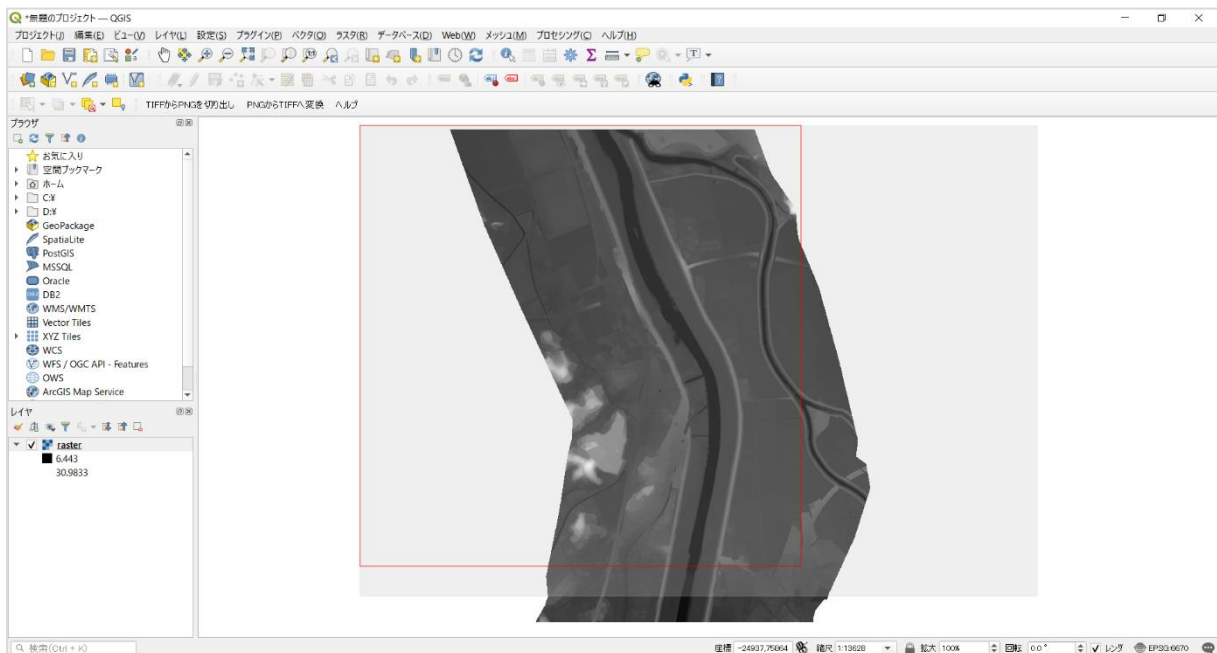 *無題のプロジェクト — QGIS
プロジェクト(J) 編集(E) ビュー(V) レイヤ(L) 設定(S) プラグイン(P) ベクタ(O) ラスタ(R) データベース(D) Web(W) メッシュ(M) プロセシング(C) ヘルプ(H)
TIFFからPNGを切り出し PNGからTIFFへ変換 ヘルプ
ブラウザ
お気に入り
空間ブックマーク
ホーム
C:¥
D:¥
GeoPackage
SpatiaLite
PostGIS
MSSQL
Oracle
DB2
WMS/WMTS
Vector Tiles
XYZ Tiles
WCS
WFS / OGC API - Features
OWS
ArcGIS Map Service
レイヤ
raster
6.443
30.9833
検索(Ctrl + K) 座標 -24937,75864 縮尺 1:13628 拡大 100% 回転 0.0° レンダ EPSG:6670